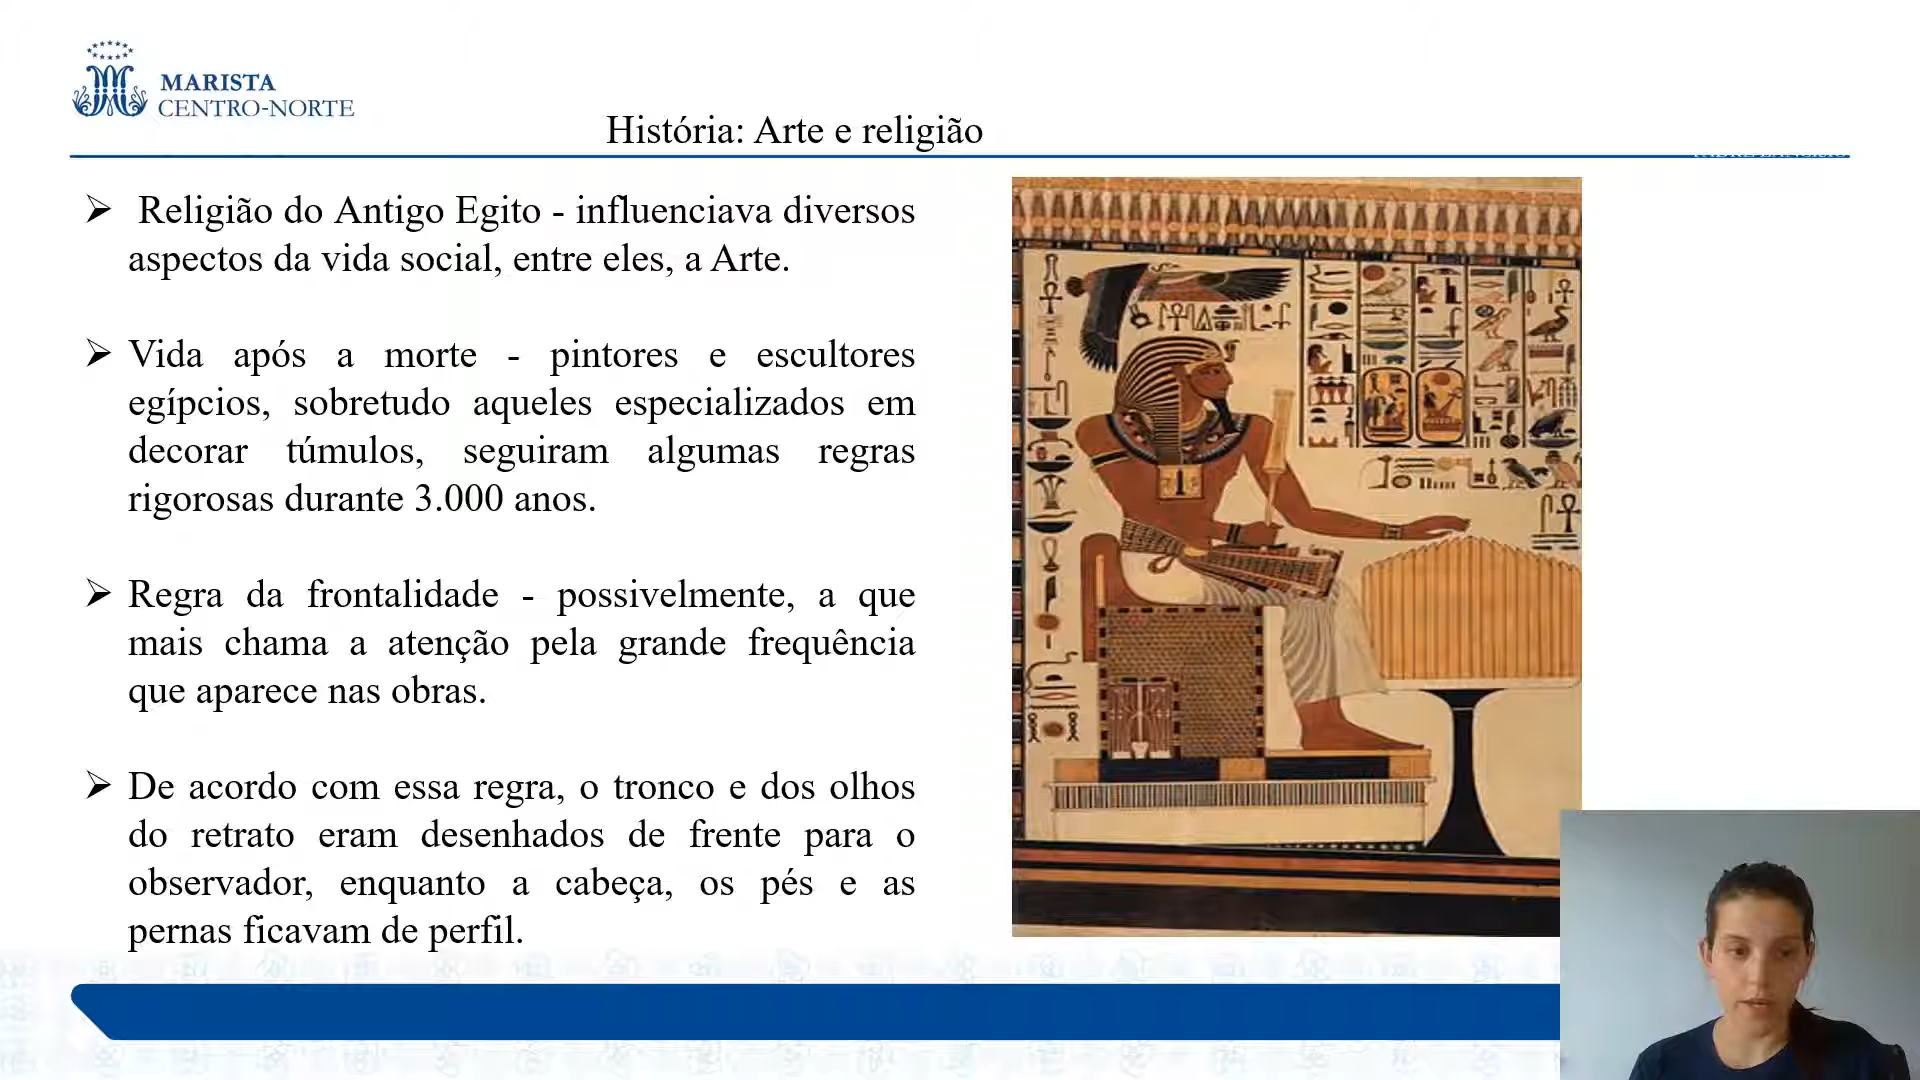 MARISTA
CENTRO-NORTE
História: Arte e religião
➢ Religião do Antigo Egito - influenciava diversos
aspectos da vida social, entre eles, a Arte.
➢ Vida após a morte - pintores e escultores
egípcios, sobretudo aqueles especializados em
decorar túmulos, seguiram algumas regras
rigorosas durante 3.000 anos.
➢ Regra da frontalidade - possivelmente, a que
mais chama a atenção pela grande frequência
que aparece nas obras.
➢ De acordo com essa regra, o tronco e dos olhos
do retrato eram desenhados de frente para o
observador, enquanto a cabeça, os pés e as
pernas ficavam de perfil.